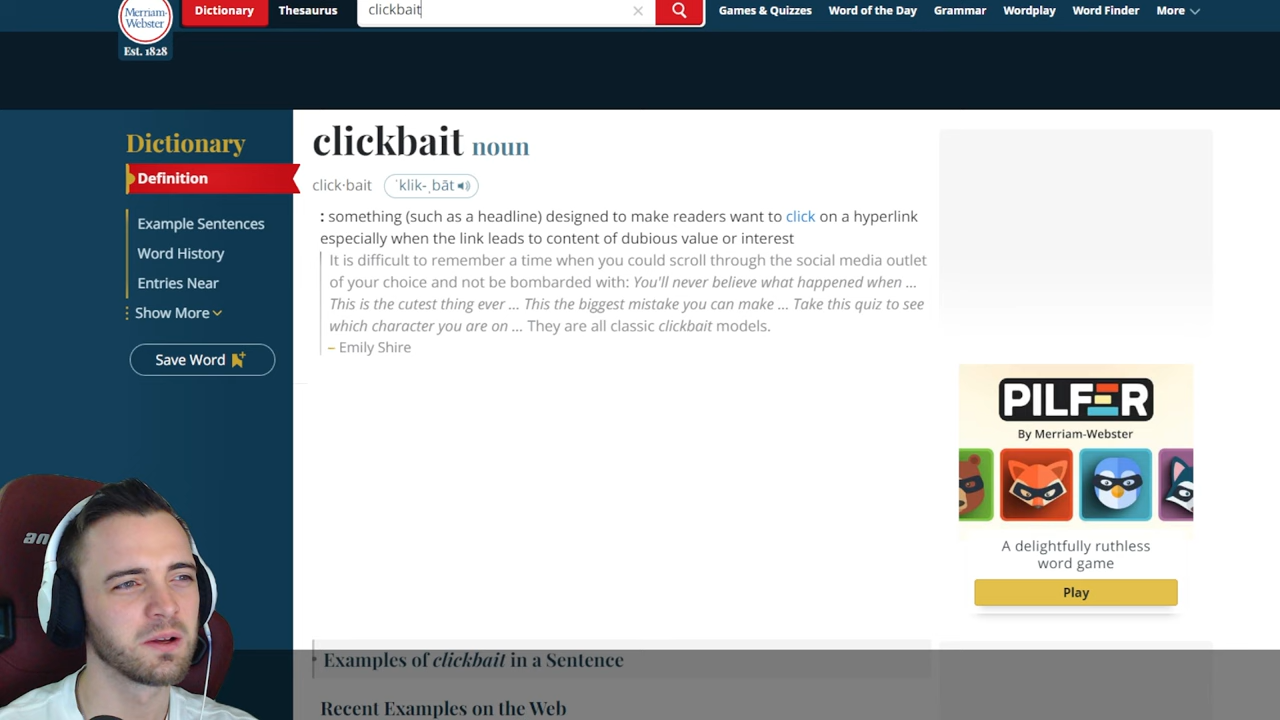 Merriam-
Webster
Est. 1828
Dictionary
Thesaurus
clickbait
Games & Quizzes
Word of the Day
Grammar
Wordplay
Word Finder
More
Dictionary
Definition
Example Sentences
Word History
Entries Near
Show More
Save Word
clickbait noun
click·bait
ˈklik-ˌbāt
: something (such as a headline) designed to make readers want to click on a hyperlink
especially when the link leads to content of dubious value or interest
It is difficult to remember a time when you could scroll through the social media outlet
of your choice and not be bombarded with: You'll never believe what happened when ...
This is the cutest thing ever ... This the biggest mistake you can make ... Take this quiz to see
which character you are on ... They are all classic clickbait models.
– Emily Shire
PILFER
By Merriam-Webster
A delightfully ruthless
word game
Play
an
Examples of clickbait in a Sentence
Recent Examples on the Web